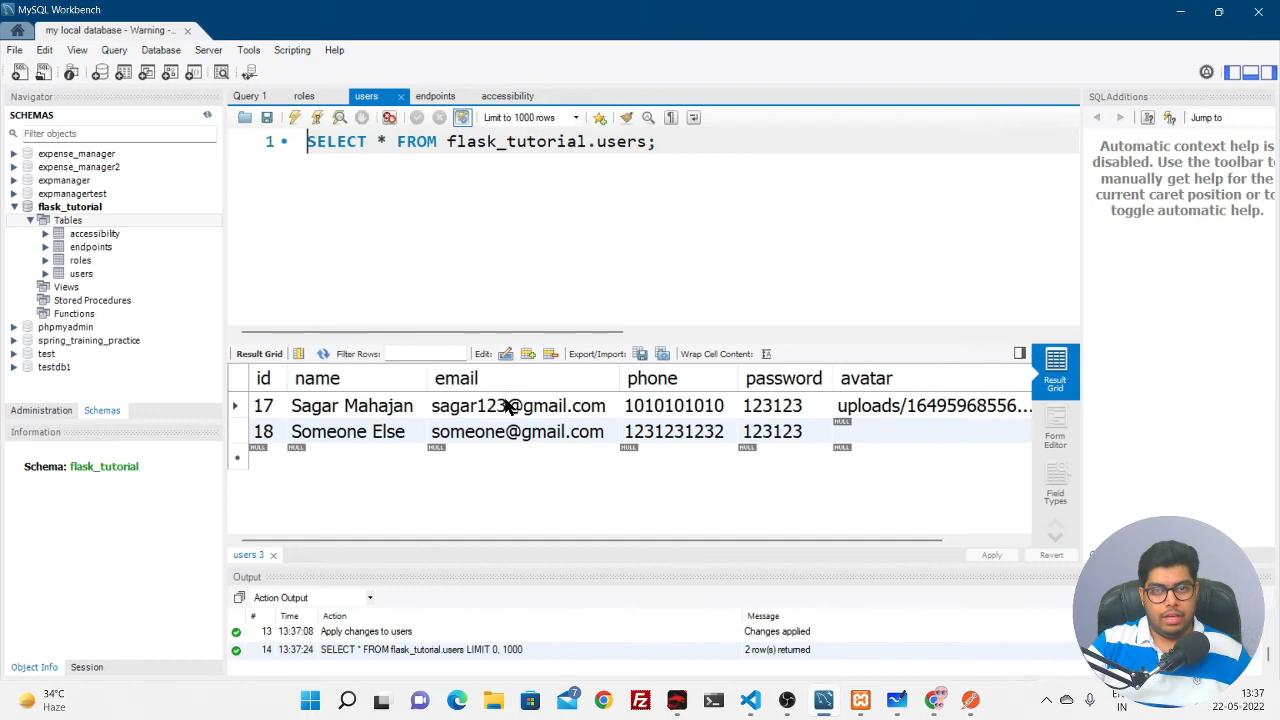 MySQL Workbench
my local database - Warning -...
File Edit View Query Database Server Tools Scripting Help
Navigator
SCHEMAS
Filter objects
expense_manager
expense_manager2
expmanager
expmanagertest
flask_tutorial
Tables
accessibility
endpoints
roles
users
Views
Stored Procedures
Functions
phpmyadmin
spring_training_practice
test
testdb1
Administration Schemas
Information
Schema: flask_tutorial
Object Info Session
Query 1 roles users endpoints accessibility
Limit to 1000 rows
1 SELECT * FROM flask_tutorial.users;
Result Grid Filter Rows: Edit: Export/Import: Wrap Cell Content:
id name email phone password avatar
17 Sagar Mahajan sagar123@gmail.com 1010101010 123123 uploads/16495968556...
18 Someone Else someone@gmail.com 1231231232 123123 NULL
NULL NULL NULL NULL NULL NULL
Result
Grid
Form
Editor
Field
Types
users 3 Apply Revert
Output
Action Output
# Time Action Message
13 13:37:08 Apply changes to users Changes applied
14 13:37:24 SELECT * FROM flask_tutorial.users LIMIT 0, 1000 2 row(s) returned
SQLAdditions
Jump to
Automatic context help is
disabled. Use the toolbar t
manually get help for the
current caret position or to
toggle automatic help.
34°C
Haze
7
13:37
22-05-2022